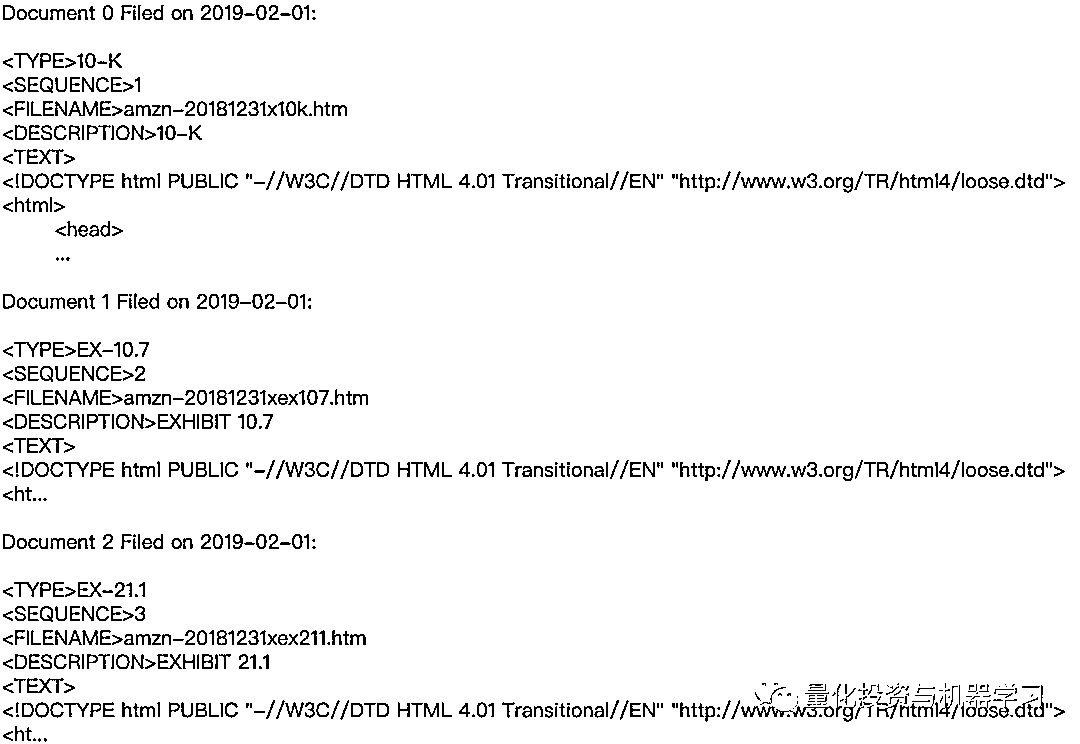 Document 0 Filed on 2019-02-01:
<TYPE>10-K
<SEQUENCE>1
<FILENAME>amzn-20181231x10k.htm
<DESCRIPTION>10-K
<TEXT>
<!DOCTYPE html PUBLIC "-//W3C//DTD HTML 4.01 Transitional//EN" "http://www.w3.org/TR/html4/loose.dtd">
<html>
<head>
...
Document 1 Filed on 2019-02-01:
<TYPE>EX-10.7
<SEQUENCE>2
<FILENAME>amzn-20181231xex107.htm
<DESCRIPTION>EXHIBIT 10.7
<TEXT>
<!DOCTYPE html PUBLIC "-//W3C//DTD HTML 4.01 Transitional//EN" "http://www.w3.org/TR/html4/loose.dtd">
<ht...
Document 2 Filed on 2019-02-01:
<TYPE>EX-21.1
<SEQUENCE>3
<FILENAME>amzn-20181231xex211.htm
<DESCRIPTION>EXHIBIT 21.1
<TEXT>
量化投资与机器学习
<!DOCTYPE html PUBLIC "-//W3C//DTD HTML 4.01 Transitional//EN" "http://www.w3.org/TR/html4/loose.dtd">
<ht...